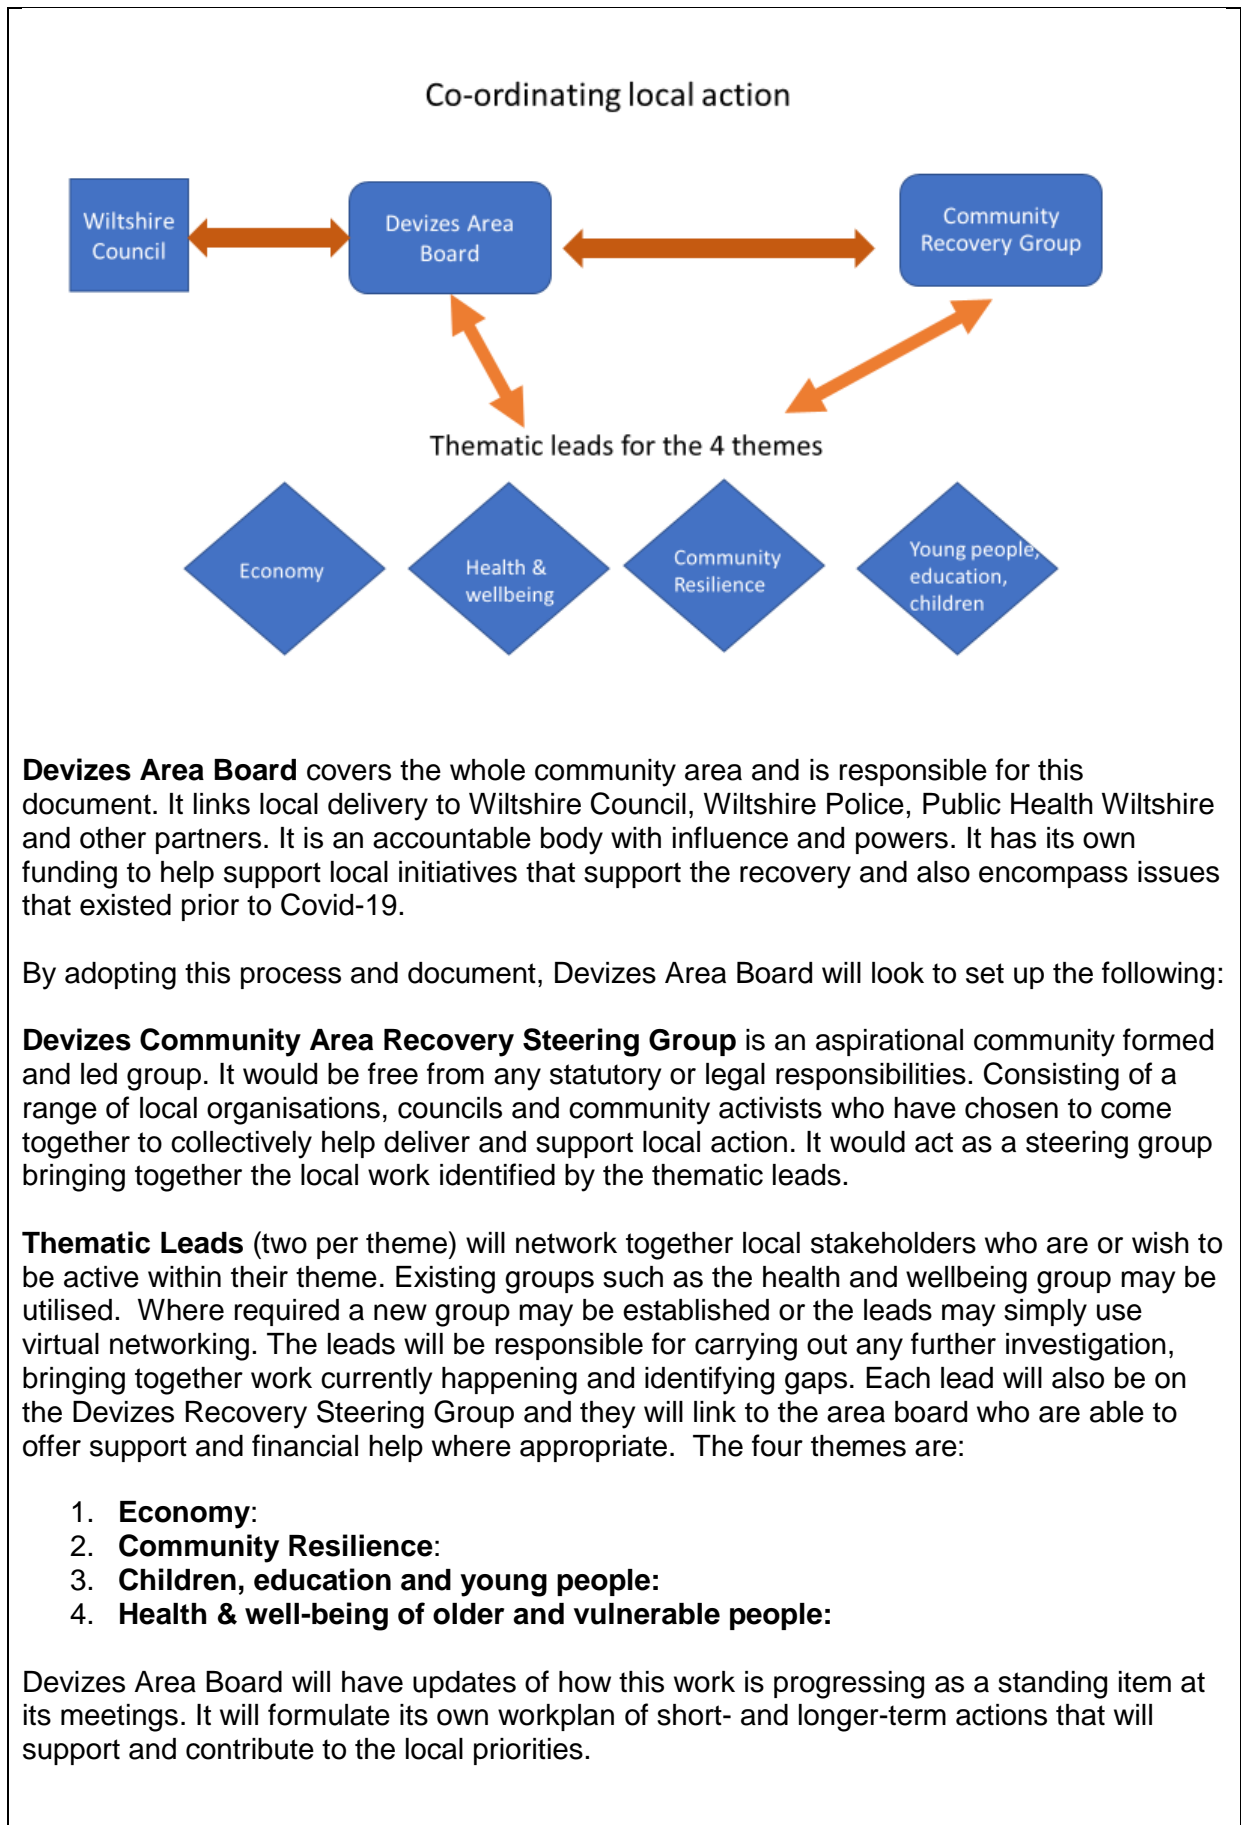 Co-ordinating local action
Wiltshire
Council
Devizes Area
Board
Community
Recovery Group
Thematic leads for the 4 themes
Economy
Health &
wellbeing
Community
Resilience
Young people,
education,
children
Devizes Area Board covers the whole community area and is responsible for this
document. It links local delivery to Wiltshire Council, Wiltshire Police, Public Health Wiltshire
and other partners. It is an accountable body with influence and powers. It has its own
funding to help support local initiatives that support the recovery and also encompass issues
that existed prior to Covid-19.
By adopting this process and document, Devizes Area Board will look to set up the following:
Devizes Community Area Recovery Steering Group is an aspirational community formed
and led group. It would be free from any statutory or legal responsibilities. Consisting of a
range of local organisations, councils and community activists who have chosen to come
together to collectively help deliver and support local action. It would act as a steering group
bringing together the local work identified by the thematic leads.
Thematic Leads (two per theme) will network together local stakeholders who are or wish to
be active within their theme. Existing groups such as the health and wellbeing group may be
utilised.  Where required a new group may be established or the leads may simply use
virtual networking. The leads will be responsible for carrying out any further investigation,
bringing together work currently happening and identifying gaps. Each lead will also be on
the Devizes Recovery Steering Group and they will link to the area board who are able to
offer support and financial help where appropriate.  The four themes are:
1. Economy:
2. Community Resilience:
3. Children, education and young people:
4. Health & well-being of older and vulnerable people:
Devizes Area Board will have updates of how this work is progressing as a standing item at
its meetings. It will formulate its own workplan of short- and longer-term actions that will
support and contribute to the local priorities.